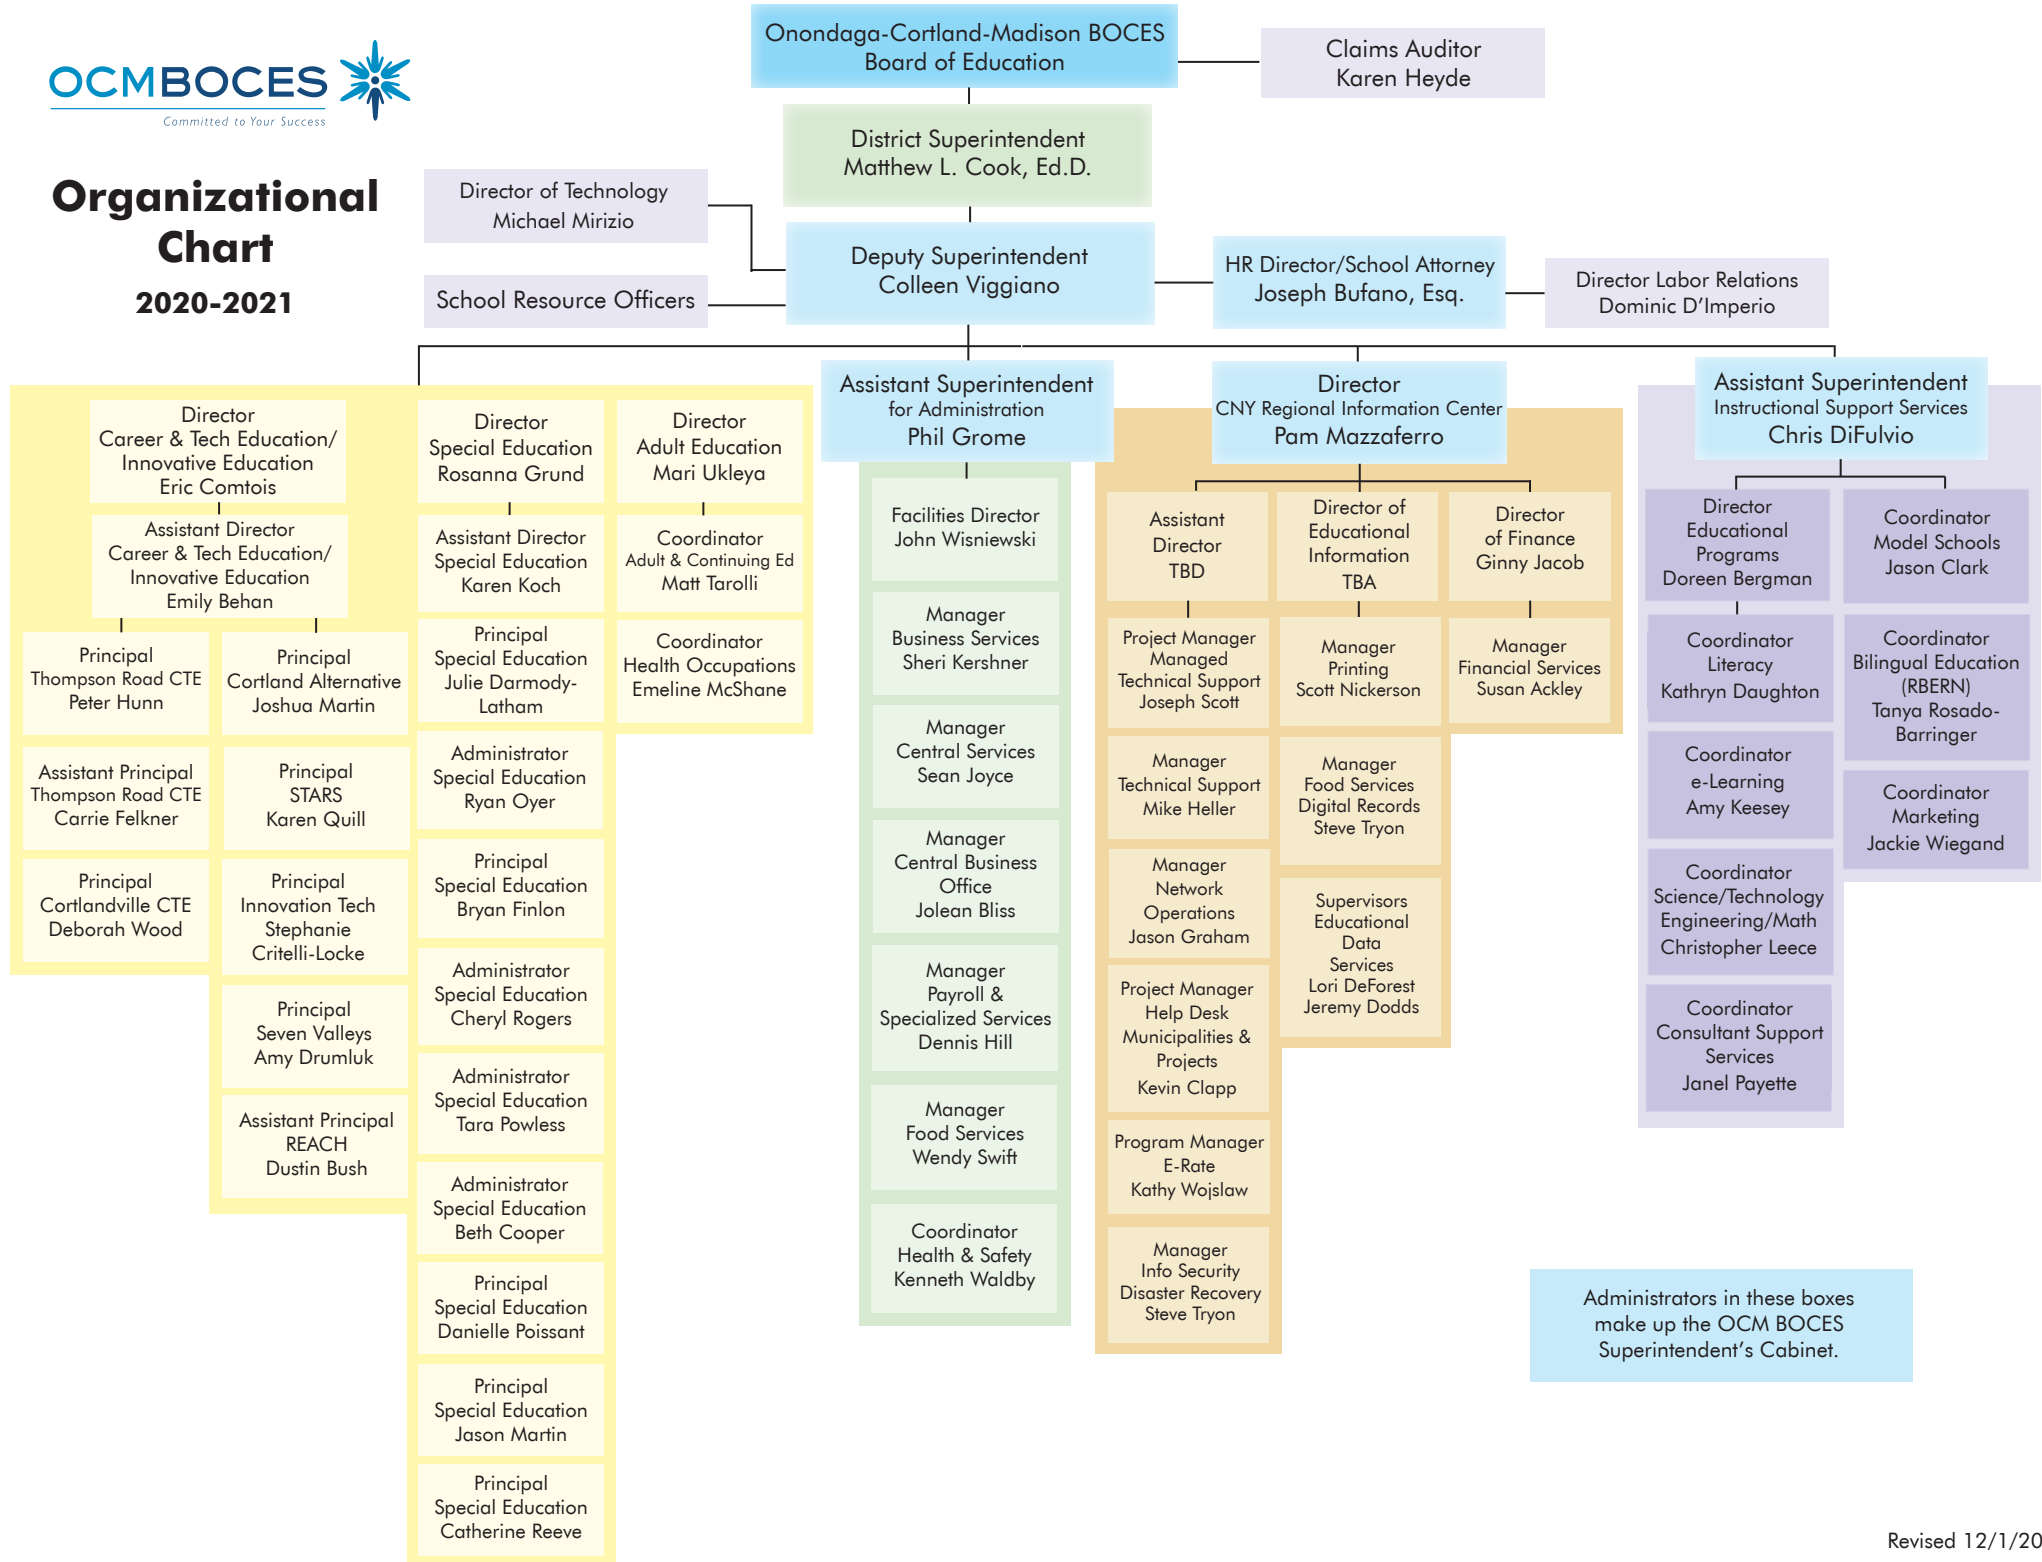 Onondaga-Cortland-Madison BOCES
Board of Education
Claims Auditor
Karen Heyde
OCMBOCES
Committed to Your Success
Organizational
Chart
2020-2021
District Superintendent
Matthew L. Cook, Ed.D.
Director of Technology
Michael Mirizio
School Resource Officers
Deputy Superintendent
Colleen Viggiano
HR Director/School Attorney
Joseph Bufano, Esq.
Director Labor Relations
Dominic D’Imperio
Director
Career & Tech Education/
Innovative Education
Eric Comtois
Assistant Director
Career & Tech Education/
Innovative Education
Emily Behan
Principal
Thompson Road CTE
Peter Hunn
Assistant Principal
Thompson Road CTE
Carrie Felkner
Principal
Cortlandville CTE
Deborah Wood
Principal
Cortland Alternative
Joshua Martin
Principal
STARS
Karen Quill
Principal
Innovation Tech
Stephanie
Critelli-Locke
Principal
Seven Valleys
Amy Drumluk
Assistant Principal
REACH
Dustin Bush
Director
Special Education
Rosanna Grund
Assistant Director
Special Education
Karen Koch
Principal
Special Education
Julie Darmody-
Latham
Administrator
Special Education
Ryan Oyer
Principal
Special Education
Bryan Finlon
Administrator
Special Education
Cheryl Rogers
Administrator
Special Education
Tara Powless
Administrator
Special Education
Beth Cooper
Principal
Special Education
Danielle Poissant
Principal
Special Education
Jason Martin
Principal
Special Education
Catherine Reeve
Director
Adult Education
Mari Ukleya
Coordinator
Adult & Continuing Ed
Matt Tarolli
Coordinator
Health Occupations
Emeline McShane
Assistant Superintendent
for Administration
Phil Grome
Facilities Director
John Wisniewski
Manager
Business Services
Sheri Kershner
Manager
Central Services
Sean Joyce
Manager
Central Business
Office
Jolean Bliss
Manager
Payroll &
Specialized Services
Dennis Hill
Manager
Food Services
Wendy Swift
Coordinator
Health & Safety
Kenneth Waldby
Director
CNY Regional Information Center
Pam Mazzaferro
Assistant
Director
TBD
Project Manager
Managed
Technical Support
Joseph Scott
Manager
Technical Support
Mike Heller
Manager
Network
Operations
Jason Graham
Project Manager
Help Desk
Municipalities &
Projects
Kevin Clapp
Program Manager
E-Rate
Kathy Wojslaw
Manager
Info Security
Disaster Recovery
Steve Tryon
Director of
Educational
Information
TBA
Manager
Printing
Scott Nickerson
Manager
Food Services
Digital Records
Steve Tryon
Supervisors
Educational
Data
Services
Lori DeForest
Jeremy Dodds
Director
of Finance
Ginny Jacob
Manager
Financial Services
Susan Ackley
Assistant Superintendent
Instructional Support Services
Chris DiFulvio
Director
Educational
Programs
Doreen Bergman
Coordinator
Literacy
Kathryn Daughton
Coordinator
e-Learning
Amy Keesey
Coordinator
Science/Technology
Engineering/Math
Christopher Leece
Coordinator
Consultant Support
Services
Janel Payette
Coordinator
Model Schools
Jason Clark
Coordinator
Bilingual Education
(RBERN)
Tanya Rosado-
Barringer
Coordinator
Marketing
Jackie Wiegand
Administrators in these boxes
make up the OCM BOCES
Superintendent’s Cabinet.
Revised 12/1/20